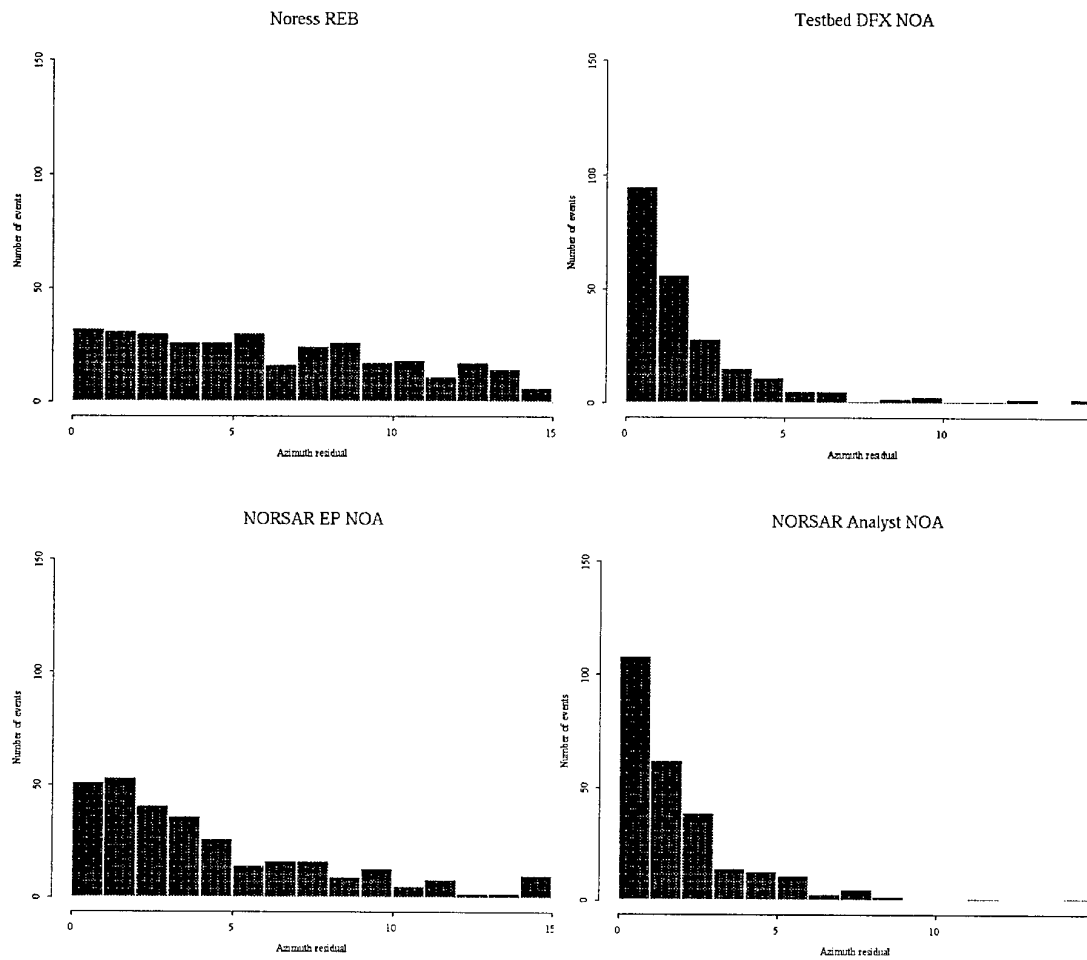 Noress REB
150
100
50
0
Number of events
0 5 10 15
Azimuth residual
Testbed DFX NOA
150
100
50
0
Number of events
0 5 10
Azimuth residual
NORSAR EP NOA
150
100
50
0
Number of events
0 5 10 15
Azimuth residual
NORSAR Analyst NOA
150
100
50
0
Number of events
0 5 10
Azimuth residual